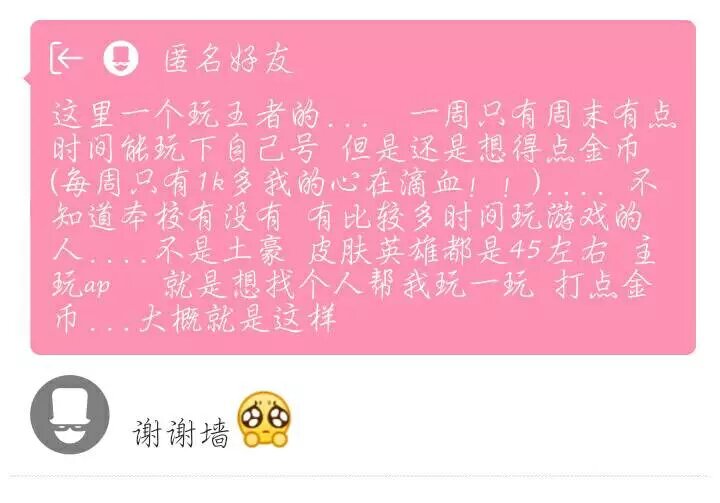 匿名好友
这里一个玩王者的... 一周只有周末有点
时间能玩下自己号 但是还是想得点金币
(每周只有1k多我的心在滴血！！).... 不
知道本校有没有 有比较多时间玩游戏的
人....不是土豪 皮肤英雄都是45左右 主
玩ap 就是想找个人帮我玩一玩 打点金
币...大概就是这样
谢谢墙